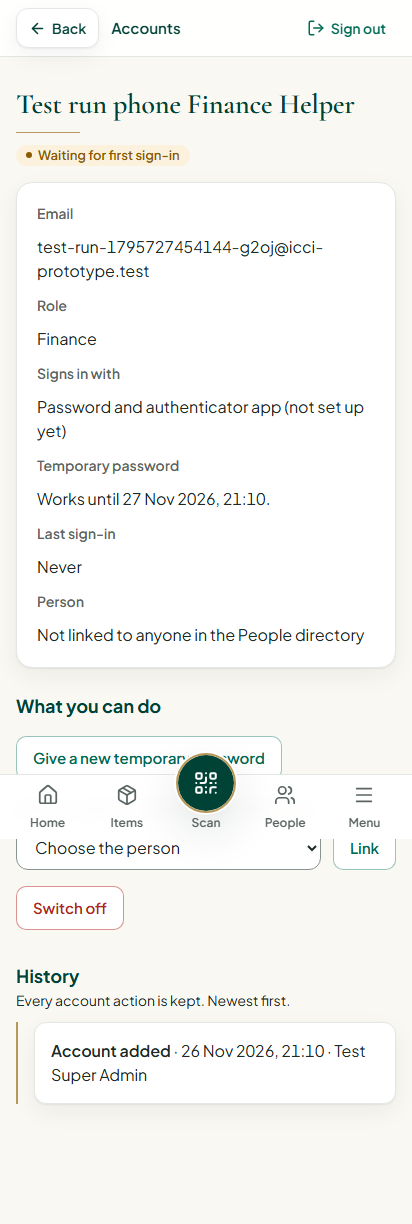 Back
Accounts
Sign out
Test run phone Finance Helper
Waiting for first sign-in
Email
test-run-1795727454144-g2oj@icci-
prototype.test
Role
Finance
Signs in with
Password and authenticator app (not set up
yet)
Temporary password
Works until 27 Nov 2026, 21:10.
Last sign-in
Never
Person
Not linked to anyone in the People directory
What you can do
Give a new temporary password
Home
Items
Scan
People
Menu
Choose the person
Link
Switch off
History
Every account action is kept. Newest first.
Account added · 26 Nov 2026, 21:10 · Test
Super Admin